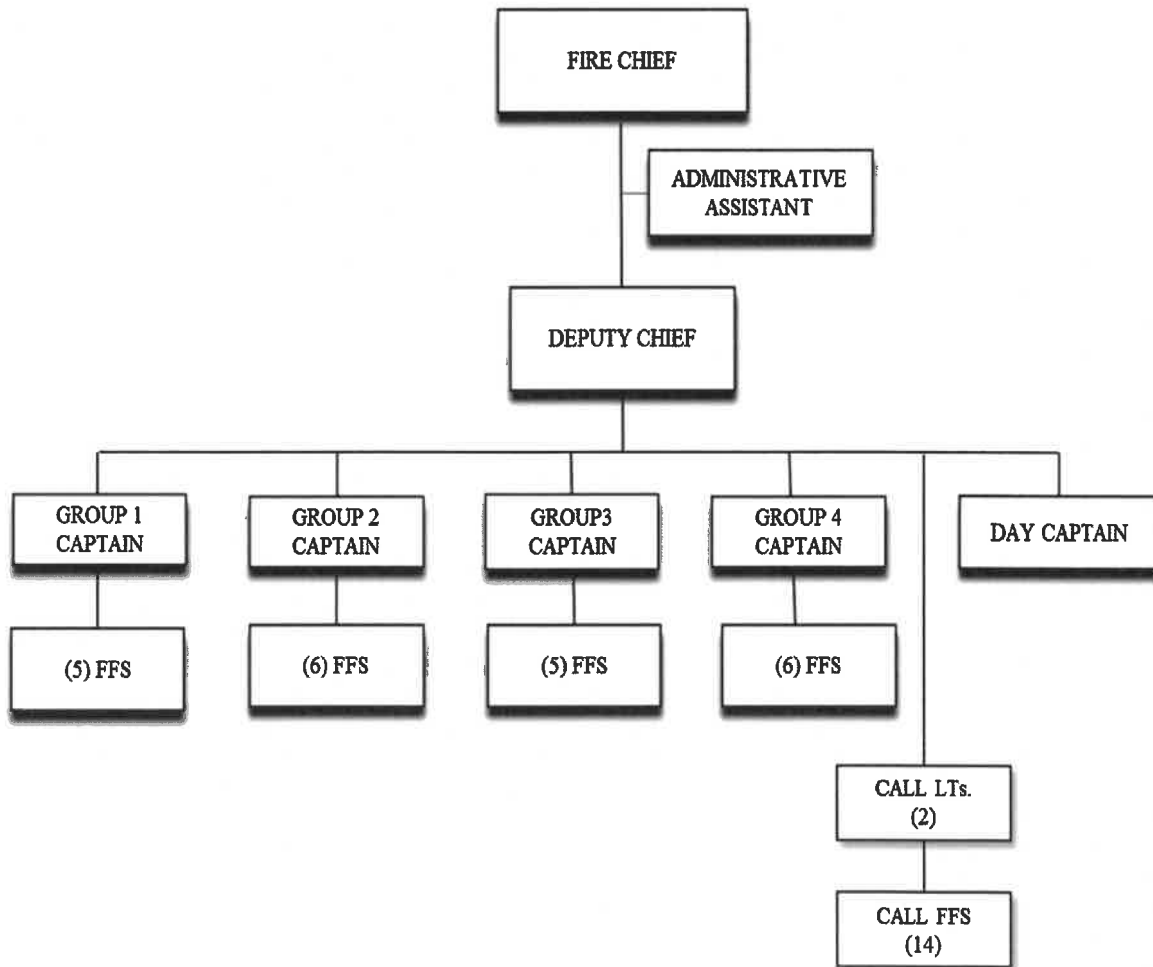 FIRE CHIEF
ADMINISTRATIVE
ASSISTANT
DEPUTY CHIEF
GROUP 1
CAPTAIN
GROUP 2
CAPTAIN
GROUP3
CAPTAIN
GROUP 4
CAPTAIN
DAY CAPTAIN
(5) FFS
(6) FFS
(5) FFS
(6) FFS
CALL LTs.
(2)
CALL FFS
(14)